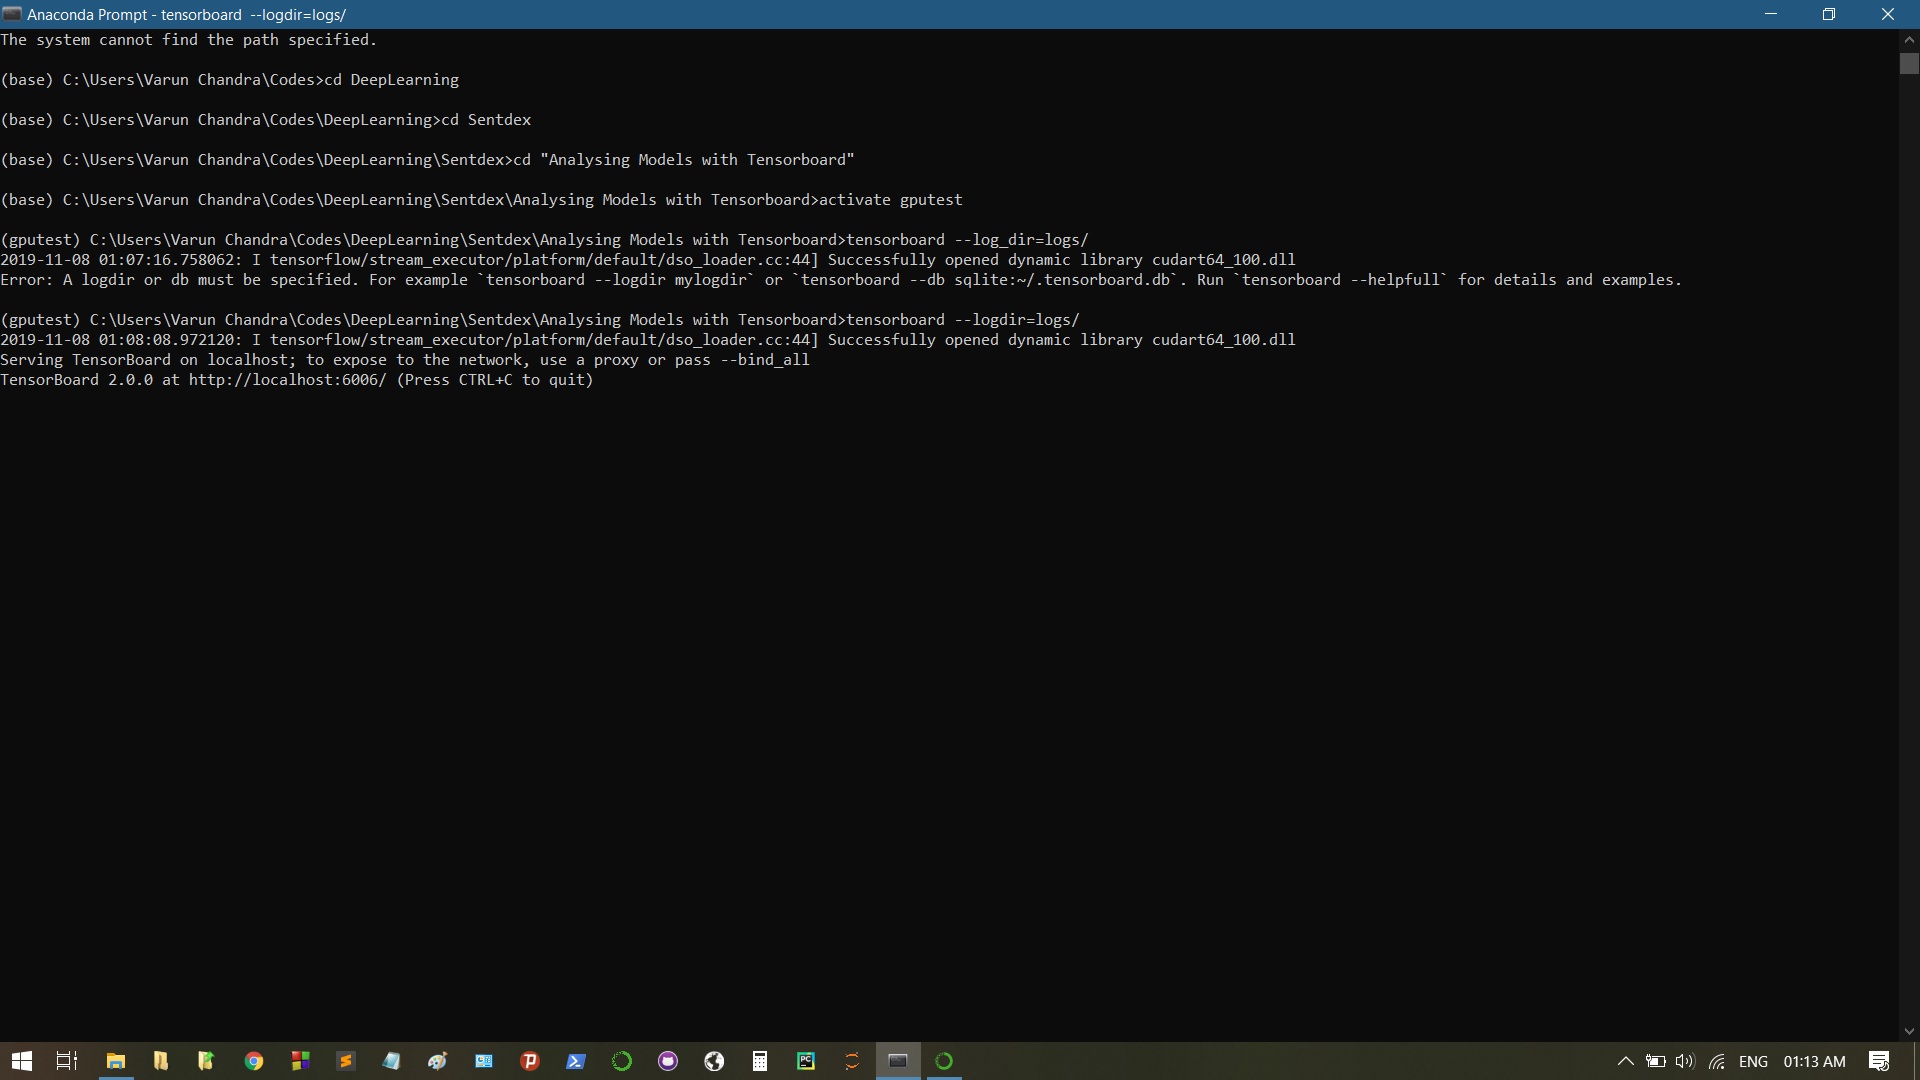 Anaconda Prompt - tensorboard  --logdir=logs/
The system cannot find the path specified.
(base) C:\Users\Varun Chandra\Codes>cd DeepLearning
(base) C:\Users\Varun Chandra\Codes\DeepLearning>cd Sentdex
(base) C:\Users\Varun Chandra\Codes\DeepLearning\Sentdex>cd "Analysing Models with Tensorboard"
(base) C:\Users\Varun Chandra\Codes\DeepLearning\Sentdex\Analysing Models with Tensorboard>activate gputest
(gputest) C:\Users\Varun Chandra\Codes\DeepLearning\Sentdex\Analysing Models with Tensorboard>tensorboard --log_dir=logs/
2019-11-08 01:07:16.758062: I tensorflow/stream_executor/platform/default/dso_loader.cc:44] Successfully opened dynamic library cudart64_100.dll
Error: A logdir or db must be specified. For example `tensorboard --logdir mylogdir` or `tensorboard --db sqlite:~/.tensorboard.db`. Run `tensorboard --helpfull` for details and examples.
(gputest) C:\Users\Varun Chandra\Codes\DeepLearning\Sentdex\Analysing Models with Tensorboard>tensorboard --logdir=logs/
2019-11-08 01:08:08.972120: I tensorflow/stream_executor/platform/default/dso_loader.cc:44] Successfully opened dynamic library cudart64_100.dll
Serving TensorBoard on localhost; to expose to the network, use a proxy or pass --bind_all
TensorBoard 2.0.0 at http://localhost:6006/ (Press CTRL+C to quit)
PC
ENG
01:13 AM